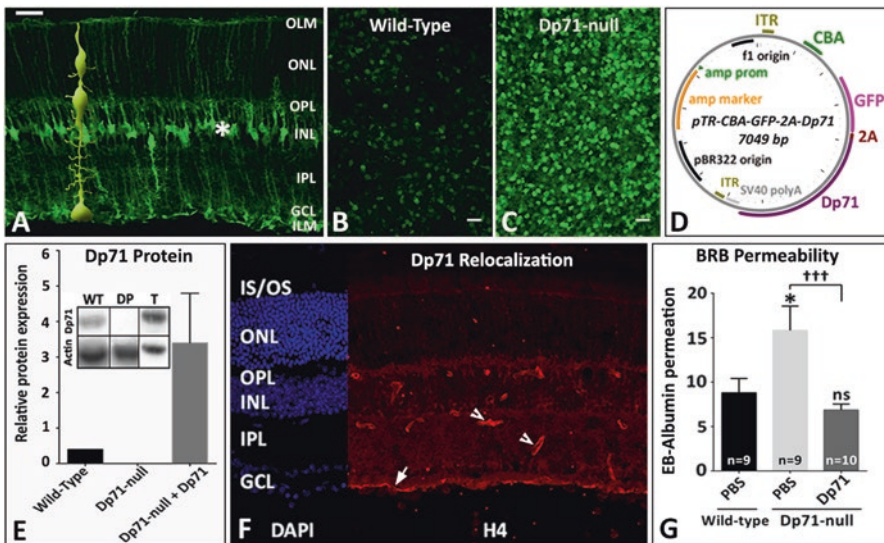 OLM
ONL
OPL
INL
*
IPL
GCL
ILM
A
Wild-Type
B
Dp71-null
C
ITR
CBA
f1 origin
amp prom
GFP
amp marker
pTR-CBA-GFP-2A-Dp71
7049 bp
2A
pBR322 origin
ITR
SV40 polyA
Dp71
D
Dp71 Protein
Relative protein expression
6
5
4
3
2
1
0
WT DP T
Dp71
Actin
Wild-Type
Dp71-null
Dp71-null + Dp71
E
Dp71 Relocalization
IS/OS
ONL
OPL
INL
IPL
GCL
F
DAPI
H4
BRB Permeability
EB-Albumin permeation
20
15
10
5
0
†††
*
ns
n=9
n=9
n=10
PBS
PBS
Dp71
Wild-type
Dp71-null
G